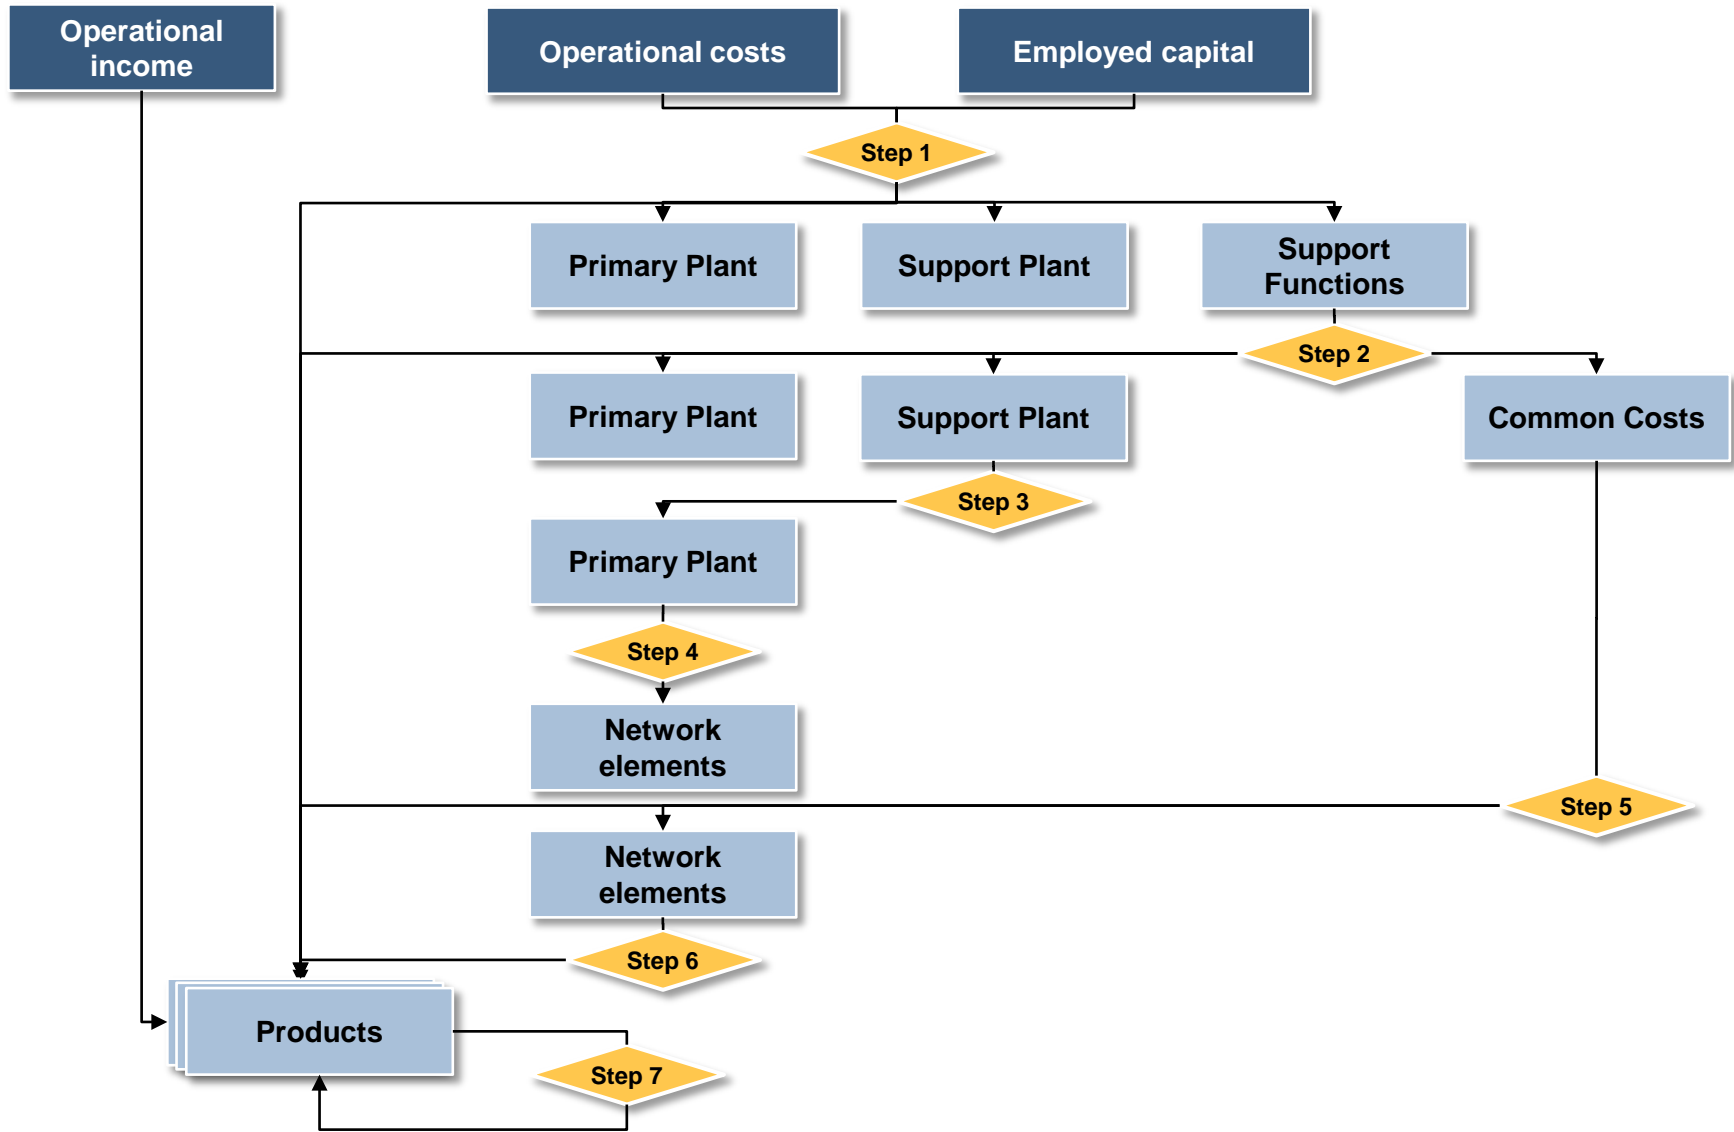 Operational
income
Operational costs
Employed capital
Step 1
Primary Plant
Support Plant
Support
Functions
Step 2
Primary Plant
Support Plant
Common Costs
Step 3
Primary Plant
Step 4
Network
elements
Step 5
Network
elements
Step 6
Products
Step 7